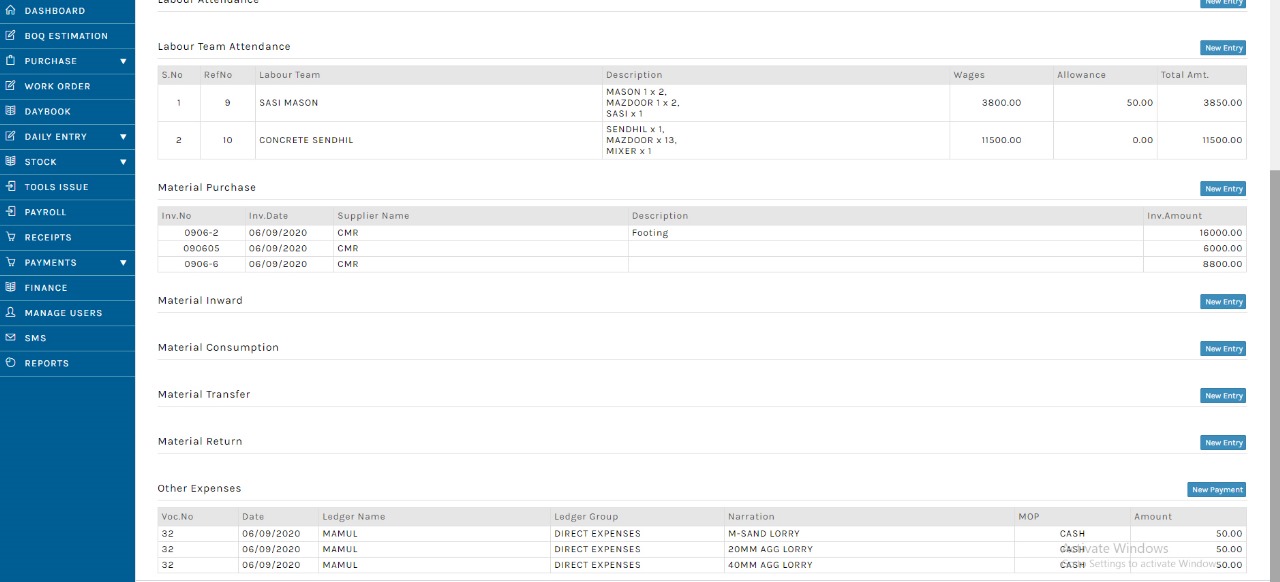 DASHBOARD
BOQ ESTIMATION
PURCHASE ▼
WORK ORDER
DAYBOOK
DAILY ENTRY ▼
STOCK ▼
TOOLS ISSUE
PAYROLL
RECEIPTS
PAYMENTS ▼
FINANCE
MANAGE USERS
SMS
REPORTS
Labour Attendance New Entry
Labour Team Attendance New Entry
S.No RefNo Labour Team Description Wages Allowance Total Amt.
1 9 SASI MASON MASON 1 x 2, 3800.00 50.00 3850.00
MAZDOOR 1 x 2,
SASI x 1
2 10 CONCRETE SENDHIL SENDHIL x 1, 11500.00 0.00 11500.00
MAZDOOR x 13,
MIXER x 1
Material Purchase New Entry
Inv.No Inv.Date Supplier Name Description Inv.Amount
0906-2 06/09/2020 CMR Footing 16000.00
090605 06/09/2020 CMR 6000.00
0906-6 06/09/2020 CMR 8800.00
Material Inward New Entry
Material Consumption New Entry
Material Transfer New Entry
Material Return New Entry
Other Expenses New Payment
Voc.No Date Ledger Name Ledger Group Narration MOP Amount
32 06/09/2020 MAMUL DIRECT EXPENSES M-SAND LORRY CASH 50.00
32 06/09/2020 MAMUL DIRECT EXPENSES 20MM AGG LORRY CASH 50.00
32 06/09/2020 MAMUL DIRECT EXPENSES 40MM AGG LORRY CASH 50.00
Activate Windows
Go to Settings to activate Windows.